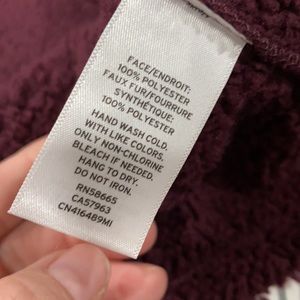 FACE/ENDROIT:
100% POLYESTER
FAUX FUR/FOURRURE
SYNTHÉTIQUE:
100% POLYESTER
HAND WASH COLD.
WITH LIKE COLORS.
ONLY NON-CHLORINE
BLEACH IF NEEDED.
HANG TO DRY.
DO NOT IRON.
RN58665
CA57963
CN416489MI